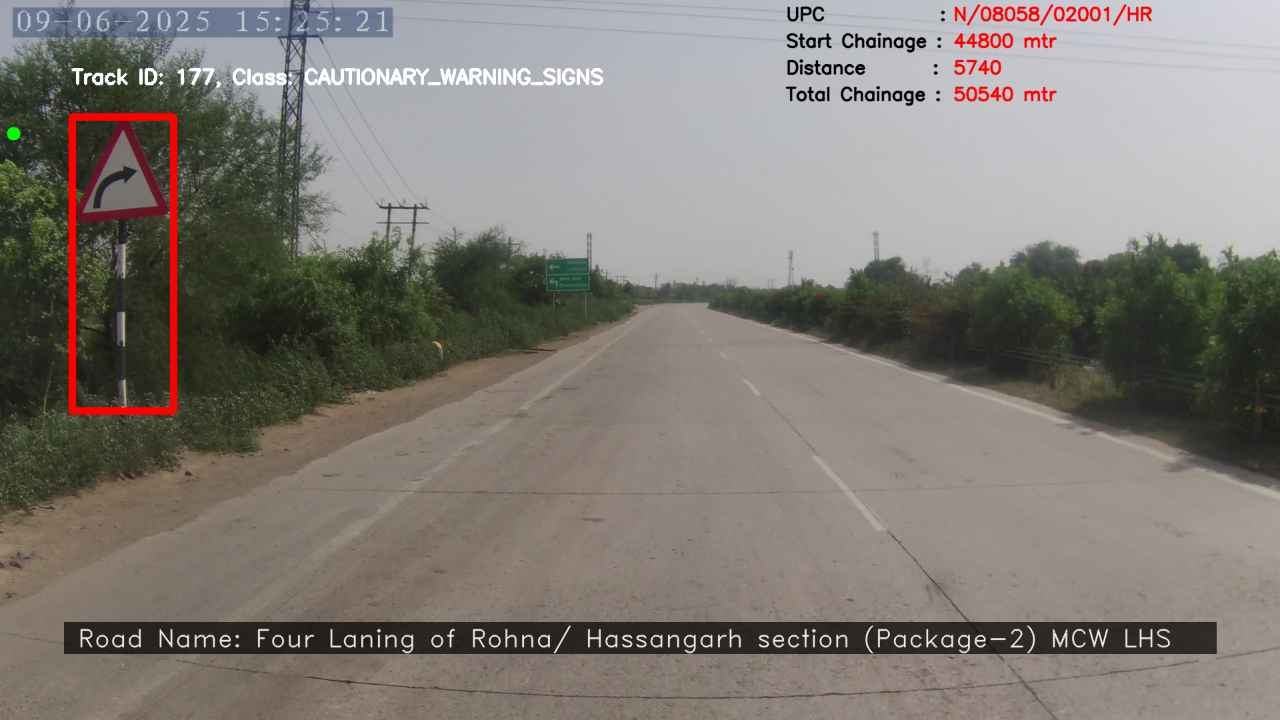 09-06-2025 15:25:21
Track ID: 177, Class: CAUTIONARY_WARNING_SIGNS
UPC : N/08058/02001/HR
Start Chainage : 44800 mtr
Distance : 5740
Total Chainage : 50540 mtr
Road Name: Four Laning of Rohna/ Hassangarh section (Package-2) MCW LHS